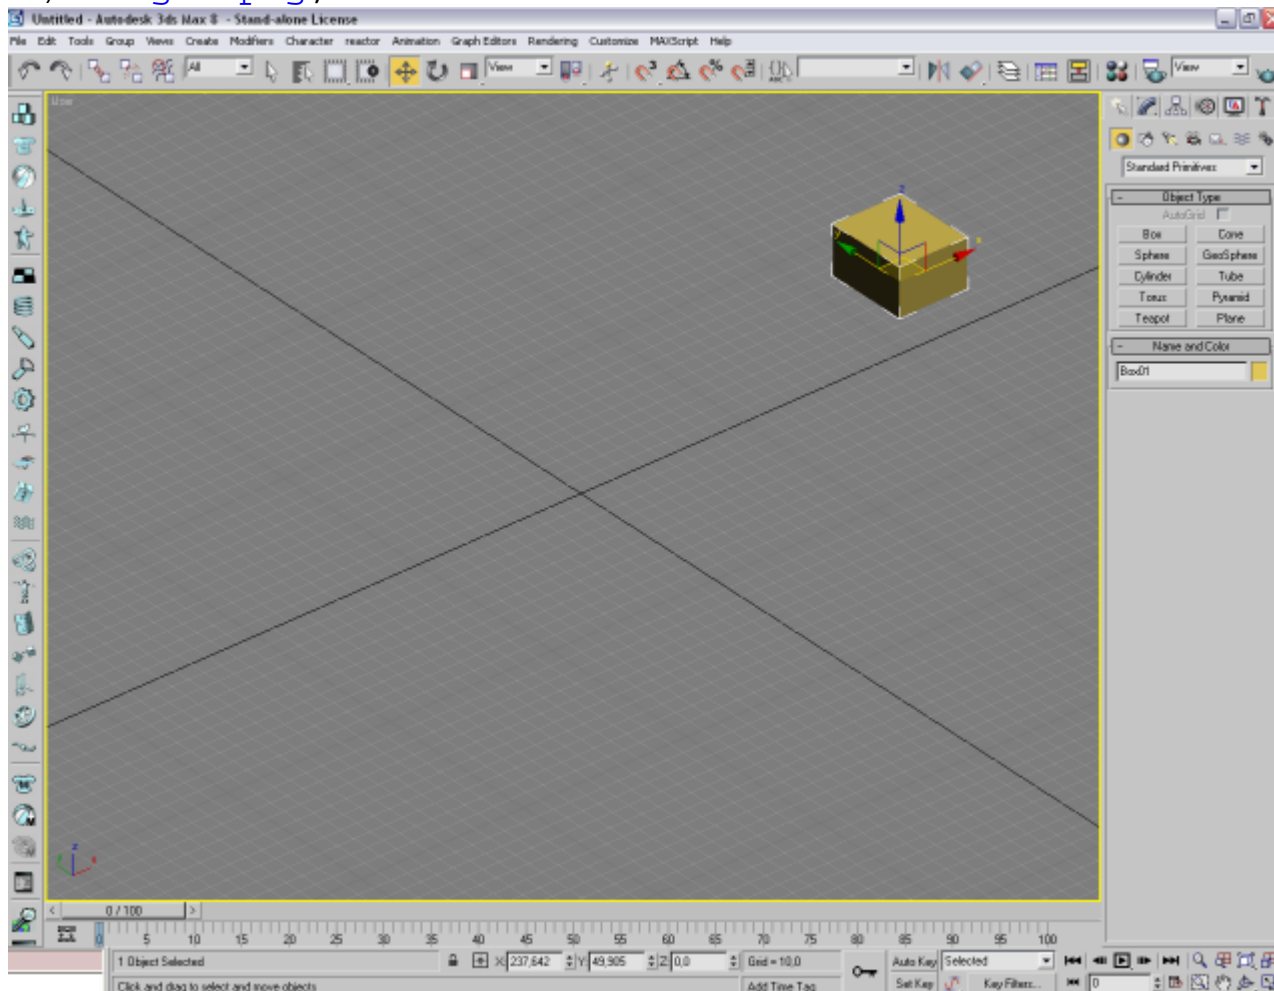 Untitled - Autodesk 3ds Max 8 - Stand-alone License
File Edit Tools Group Views Create Modifiers Character reactor Animation Graph Editors Rendering Customize MAXScript Help
All View View
User
Standard Primitives
- Object Type
AutoGrid
Box Cone
Sphere GeoSphere
Cylinder Tube
Torus Pyramid
Teapot Plane
- Name and Color
Box01
z
y x
z
y x
< 0 / 100 >
0 5 10 15 20 25 30 35 40 45 50 55 60 65 70 75 80 85 90 95 100
1 Object Selected X: 237,642 Y: 49,905 Z: 0,0 Grid = 10,0 Auto Key Selected
Click and drag to select and move objects Add Time Tag Set Key Key Filters... 0